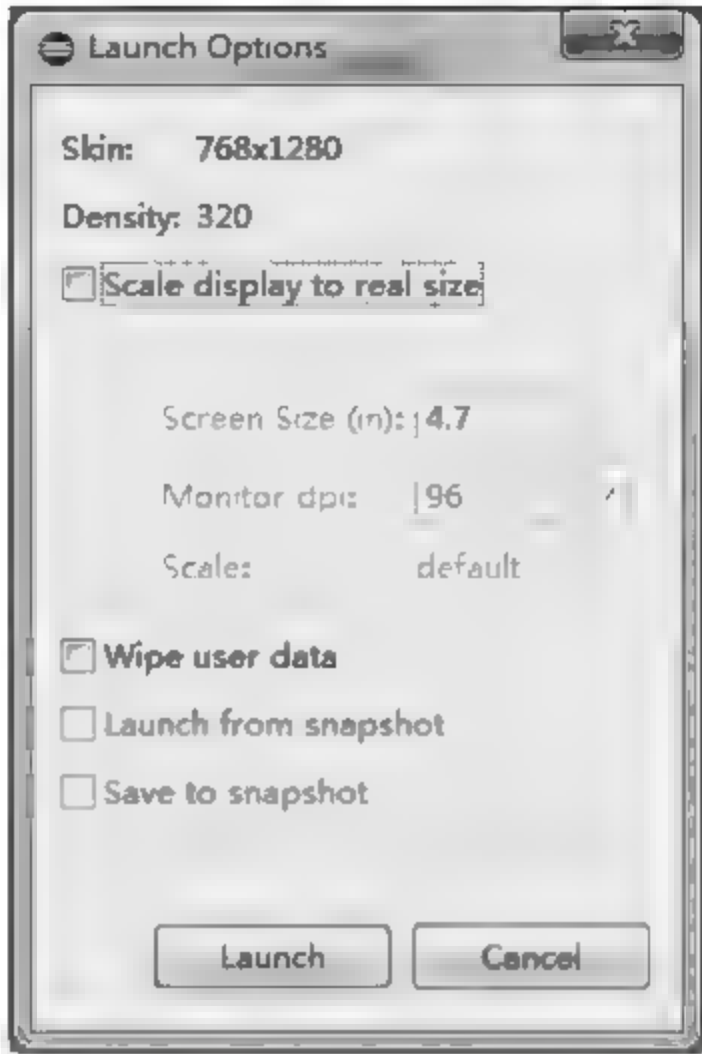 Launch Options
Skin: 768x1280
Density: 320
Scale display to real size
Screen Size (in): 4.7
Monitor dpi: 96
Scale: default
Wipe user data
Launch from snapshot
Save to snapshot
Launch Cancel